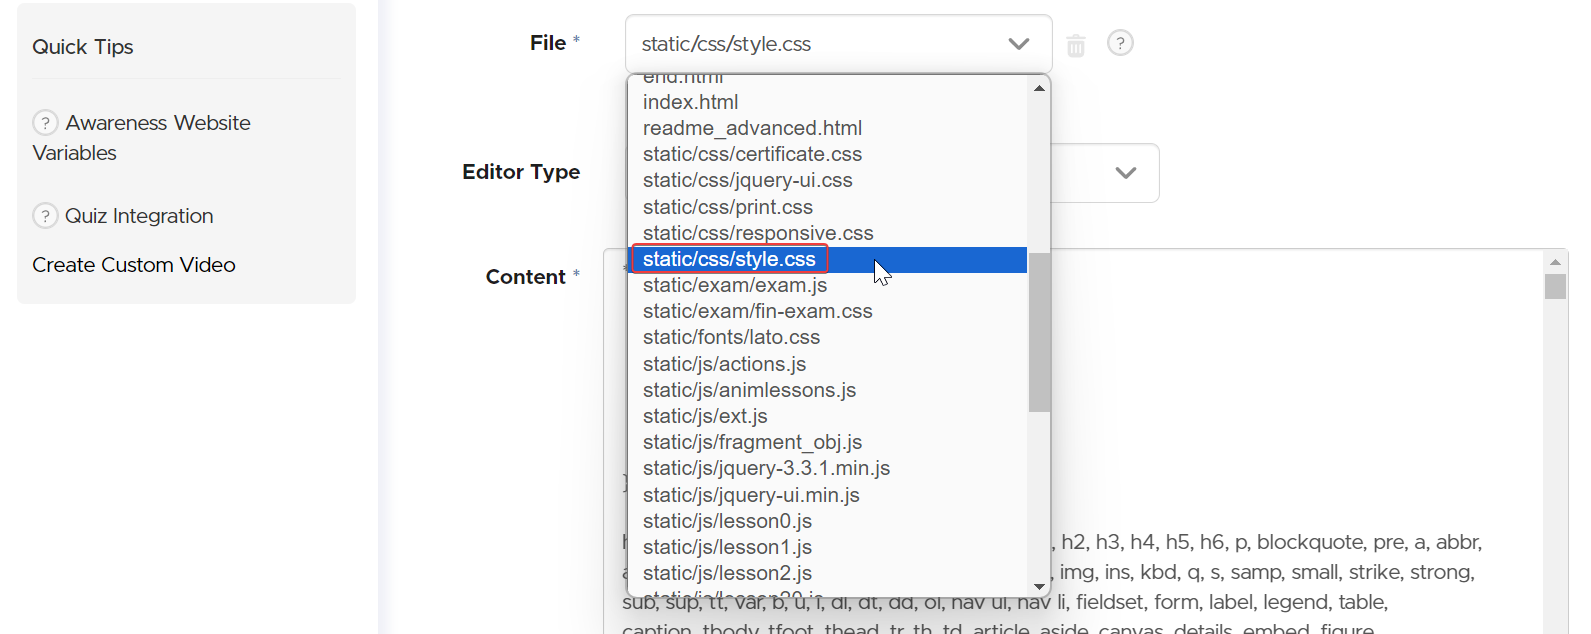 Quick Tips
? Awareness Website
Variables
? Quiz Integration
Create Custom Video
File *
static/css/style.css
?
end.html
index.html
readme_advanced.html
static/css/certificate.css
static/css/jquery-ui.css
static/css/print.css
static/css/responsive.css
static/css/style.css
static/exam/exam.js
static/exam/fin-exam.css
static/fonts/lato.css
static/js/actions.js
static/js/animlessons.js
static/js/ext.js
static/js/fragment_obj.js
static/js/jquery-3.3.1.min.js
static/js/jquery-ui.min.js
static/js/lesson0.js
static/js/lesson1.js
static/js/lesson2.js
static/js/lesson20.js
Editor Type
Content *
, h2, h3, h4, h5, h6, p, blockquote, pre, a, abbr,
, img, ins, kbd, q, s, samp, small, strike, strong,
sub, sup, tt, var, b, u, i, dl, dt, dd, ol, nav ul, nav li, fieldset, form, label, legend, table,
caption, tbody, tfoot, thead, tr, th, td, article, aside, canvas, details, embed, figure,